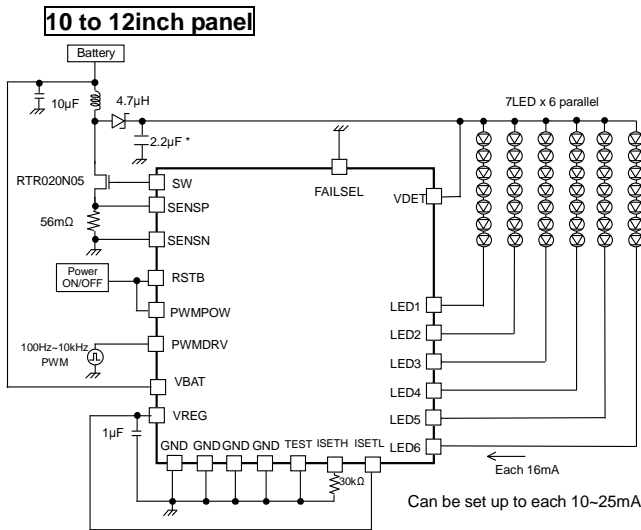 10 to 12inch panel
Battery
10μF
4.7μH
2.2μF *
7LED x 6 parallel
RTR020N05
SW
FAILSEL
VDET
SENSP
56mΩ
SENSN
Power
ON/OFF
RSTB
PWMPOW
LED1
LED2
100Hz~10kHz
PWM
PWMDRV
LED3
VBAT
LED4
VREG
LED5
1μF
GND
GND
GND
GND
TEST
ISETH
ISETL
LED6
30kΩ
Each 16mA
Can be set up to each 10~25mA